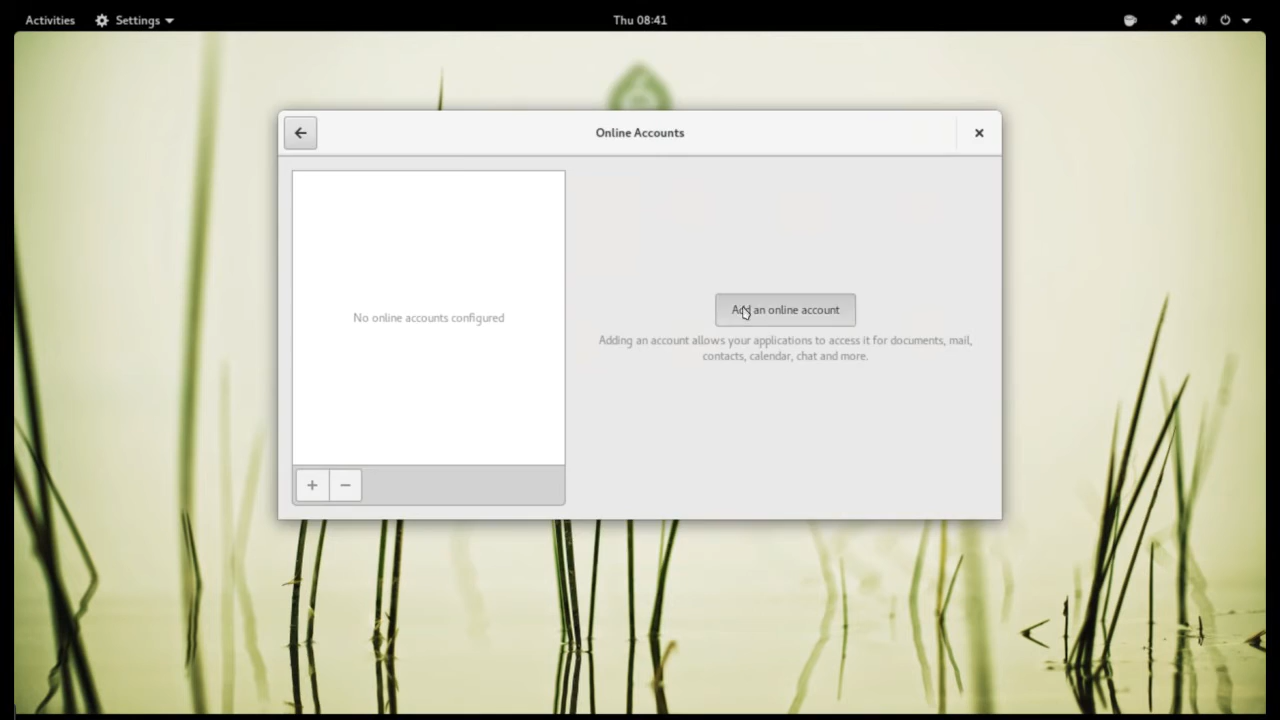 Activities
Settings
Thu 08:41
Online Accounts
No online accounts configured
Add an online account
Adding an account allows your applications to access it for documents, mail,
contacts, calendar, chat and more.